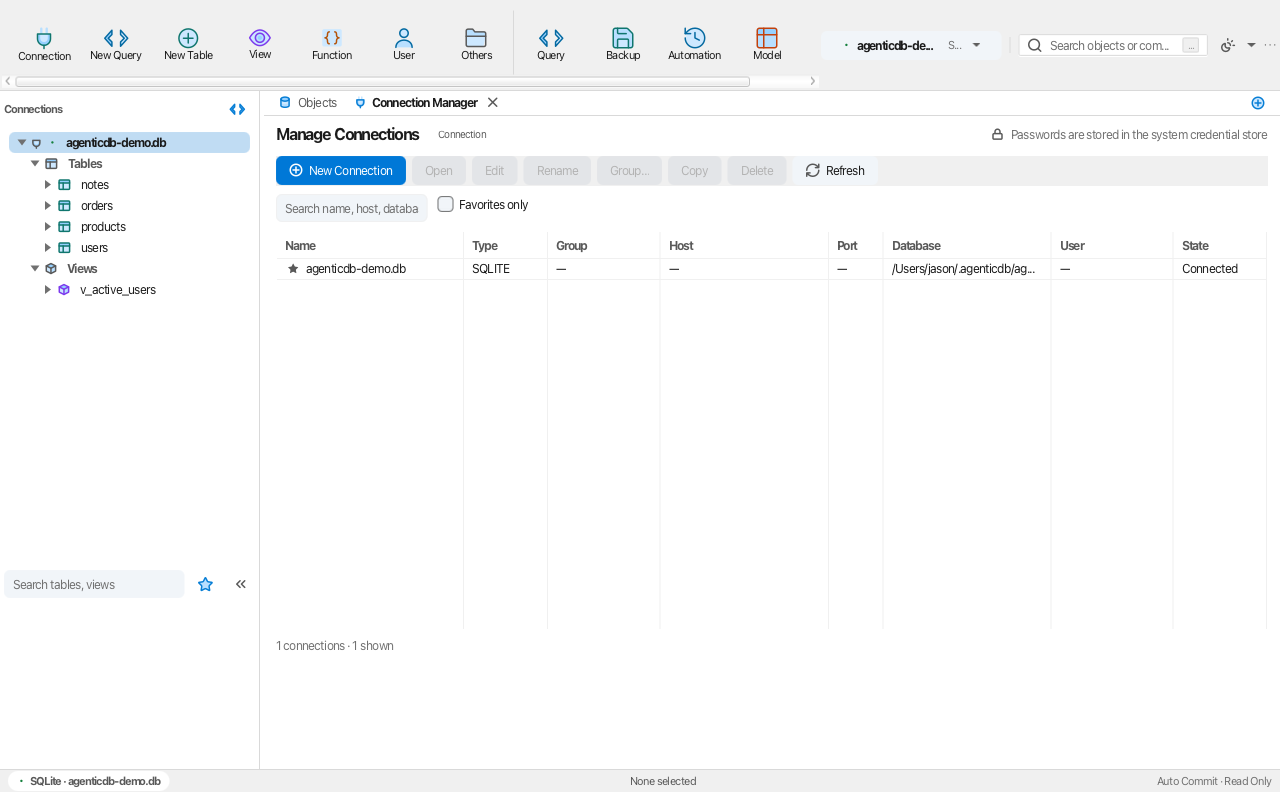 Connection
New Query
New Table
View
Function
User
Others
Query
Backup
Automation
Model
agenticdb-de... S...
Search objects or com... ...
Connections
agenticdb-demo.db
Tables
notes
orders
products
users
Views
v_active_users
Search tables, views
Objects
Connection Manager
Manage Connections Connection
Passwords are stored in the system credential store
New Connection Open Edit Rename Group... Copy Delete Refresh
Search name, host, databa Favorites only
Name Type Group Host Port Database User State
agenticdb-demo.db SQLITE — — — /Users/jason/.agenticdb/ag... — Connected
1 connections · 1 shown
SQLite · agenticdb-demo.db
None selected
Auto Commit · Read Only